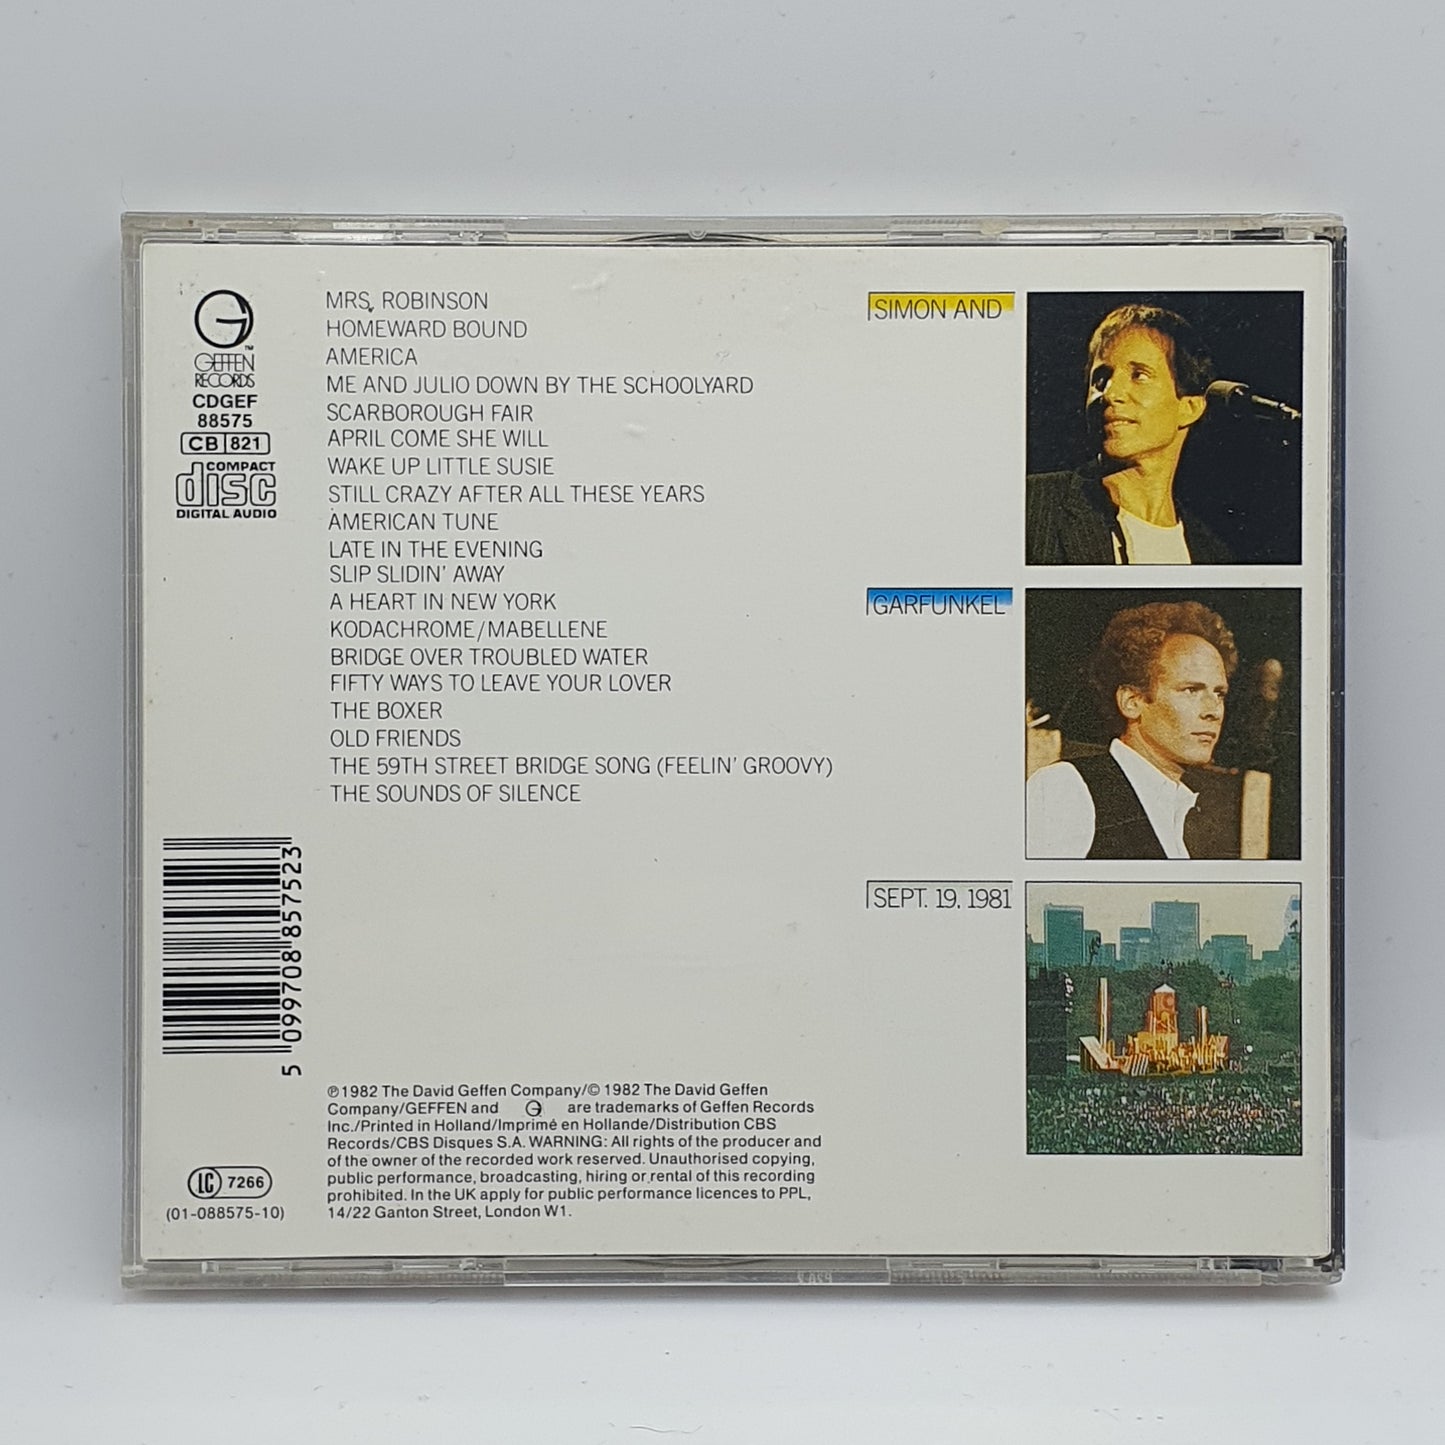 GEFFEN
RECORDS
CDGEF
88575
CB 821
COMPACT
disc
DIGITAL AUDIO
MRS. ROBINSON
HOMEWARD BOUND
AMERICA
ME AND JULIO DOWN BY THE SCHOOLYARD
SCARBOROUGH FAIR
APRIL COME SHE WILL
WAKE UP LITTLE SUSIE
STILL CRAZY AFTER ALL THESE YEARS
AMERICAN TUNE
LATE IN THE EVENING
SLIP SLIDIN' AWAY
A HEART IN NEW YORK
KODACHROME/MABELLENE
BRIDGE OVER TROUBLED WATER
FIFTY WAYS TO LEAVE YOUR LOVER
THE BOXER
OLD FRIENDS
THE 59TH STREET BRIDGE SONG (FEELIN' GROOVY)
THE SOUNDS OF SILENCE
SIMON AND
GARFUNKEL
SEPT. 19, 1981
5 099708 857523
℗ 1982 The David Geffen Company/© 1982 The David Geffen
Company/GEFFEN and G are trademarks of Geffen Records
Inc./Printed in Holland/Imprimé en Hollande/Distribution CBS
Records/CBS Disques S.A. WARNING: All rights of the producer and
of the owner of the recorded work reserved. Unauthorised copying,
public performance, broadcasting, hiring or rental of this recording
prohibited. In the UK apply for public performance licences to PPL,
14/22 Ganton Street, London W1.
LC 7266
(01-088575-10)